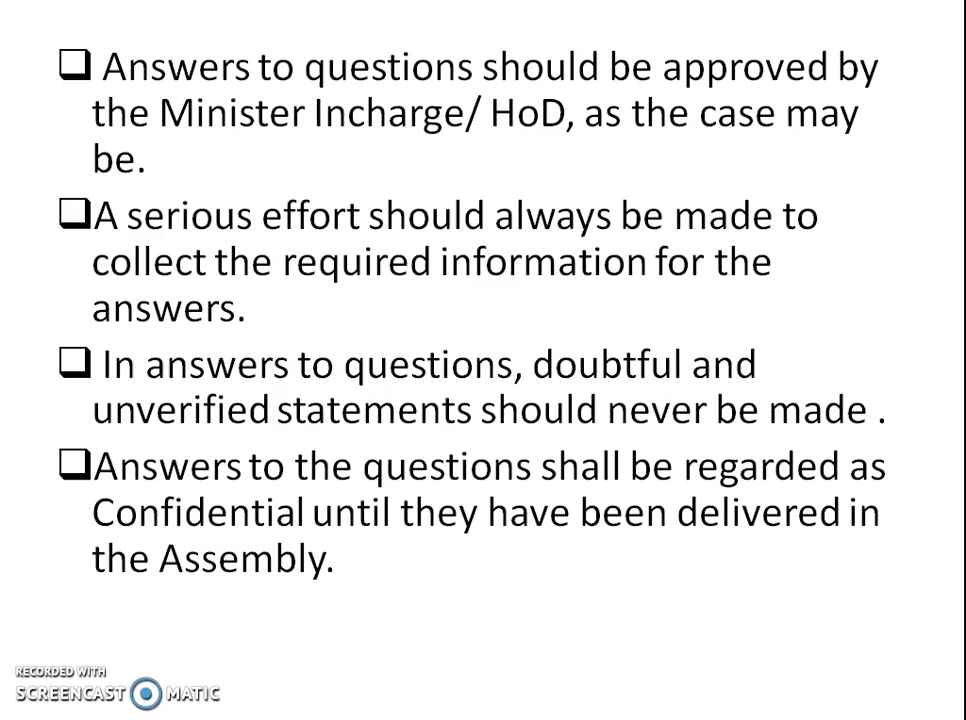 ❑ Answers to questions should be approved by
the Minister Incharge/ HoD, as the case may
be.
❑A serious effort should always be made to
collect the required information for the
answers.
❑ In answers to questions, doubtful and
unverified statements should never be made .
❑Answers to the questions shall be regarded as
Confidential until they have been delivered in
the Assembly.
RECORDED WITH
SCREENCAST MATIC